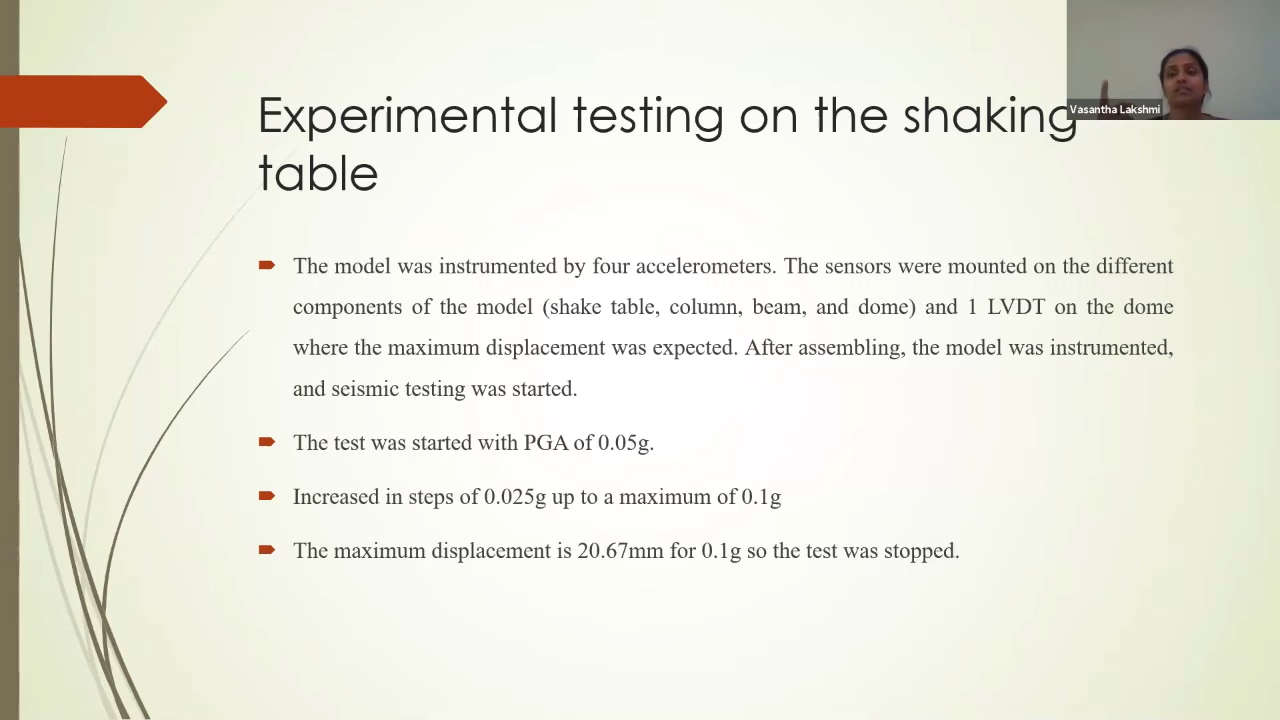 Experimental testing on the shaking
table
Vasantha Lakshmi
The model was instrumented by four accelerometers. The sensors were mounted on the different
components of the model (shake table, column, beam, and dome) and 1 LVDT on the dome
where the maximum displacement was expected. After assembling, the model was instrumented,
and seismic testing was started.
The test was started with PGA of 0.05g.
Increased in steps of 0.025g up to a maximum of 0.1g
The maximum displacement is 20.67mm for 0.1g so the test was stopped.